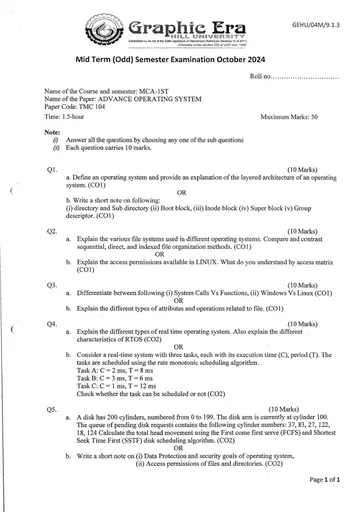 GEHU/04M/9.1.3
Graphic Era
HILL UNIVERSITY
Mid Term (Odd) Semester Examination October 2024
Roll no..............................
Name of the Course and semester: MCA-1ST
Name of the Paper: ADVANCE OPERATING SYSTEM
Paper Code: TMC 104
Time: 1.5-hour Maximum Marks: 50
Note:
(i) Answer all the questions by choosing any one of the sub questions
(ii) Each question carries 10 marks.
Q1. (10 Marks)
a. Define an operating system and provide an explanation of the layered architecture of an operating
system. (CO1)
OR
b. Write a short note on following:
(i) directory and Sub directory (ii) Boot block, (iii) Inode block (iv) Super block (v) Group
descriptor. (CO1)
Q2. (10 Marks)
a. Explain the various file systems used in different operating systems. Compare and contrast
sequential, direct, and indexed file organization methods. (CO1)
OR
b. Explain the access permissions available in LINUX. What do you understand by access matrix
(CO1)
Q3. (10 Marks)
a. Differentiate between following (i) System Calls Vs Functions, (ii) Windows Vs Linux (CO1)
OR
b. Explain the different types of attributes and operations related to file. (CO1)
Q4. (10 Marks)
a. Explain the different types of real time operating system. Also explain the different
characteristics of RTOS (CO2)
OR
b. Consider a real-time system with three tasks, each with its execution time (C), period (T). The
tasks are scheduled using the rate monotonic scheduling algorithm.
Task A: C = 2 ms, T = 8 ms
Task B: C = 3 ms, T = 6 ms
Task C: C = 1 ms, T = 12 ms
Check whether the task can be scheduled or not (CO2)
Q5. (10 Marks)
a. A disk has 200 cylinders, numbered from 0 to 199. The disk arm is currently at cylinder 100.
The queue of pending disk requests contains the following cylinder numbers: 37, 83, 27, 122,
18, 124 Calculate the total head movement using the First come first serve (FCFS) and Shortest
Seek Time First (SSTF) disk scheduling algorithm. (CO2)
OR
b. Write a short note on (i) Data Protection and security goals of operating system,
(ii) Access permissions of files and directories. (CO2)
Page 1 of 1